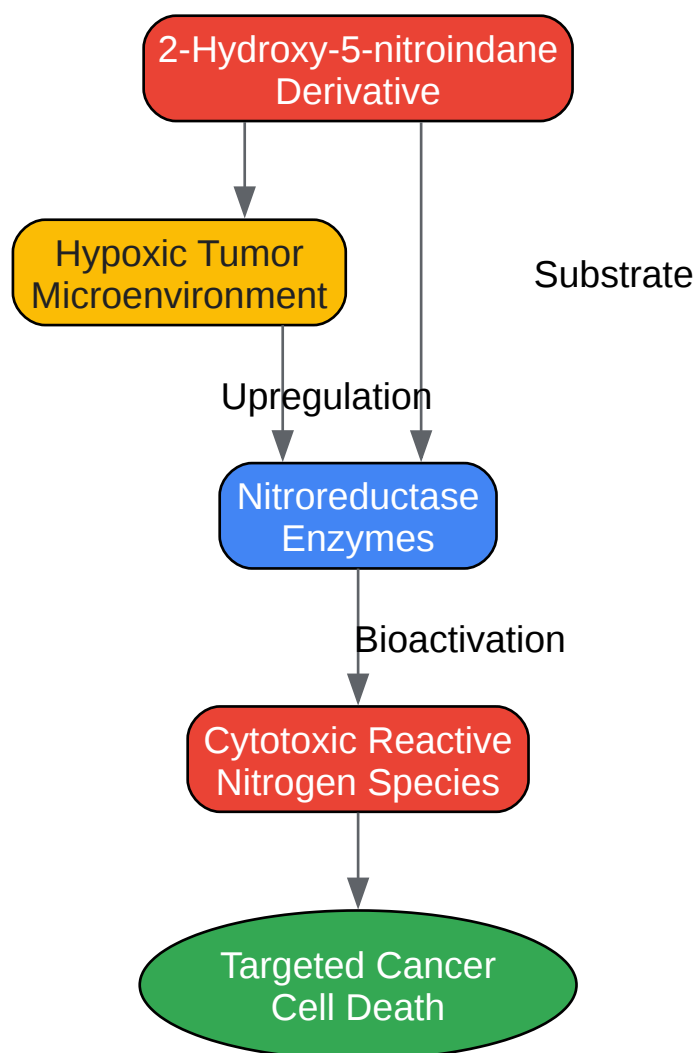 2-Hydroxy-5-nitroindane
Derivative
Hypoxic Tumor
Microenvironment
Substrate
Upregulation
Nitroreductase
Enzymes
Bioactivation
Cytotoxic Reactive
Nitrogen Species
Targeted Cancer
Cell Death